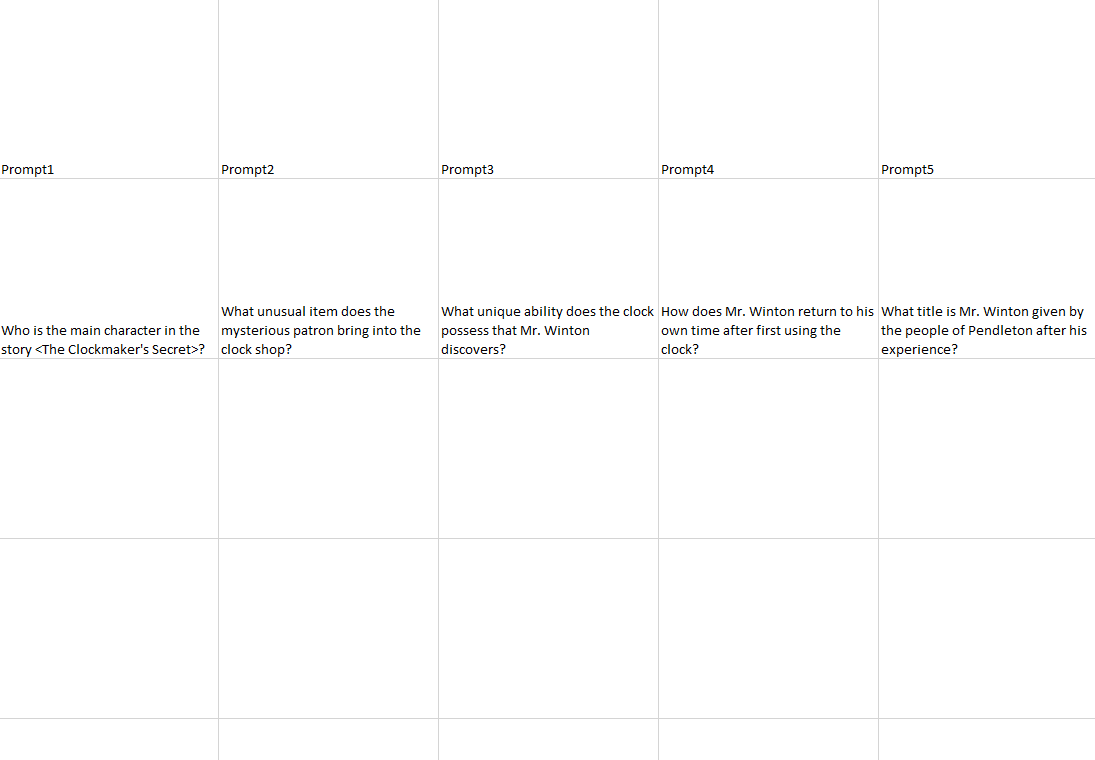 Prompt1
Prompt2
Prompt3
Prompt4
Prompt5
Who is the main character in the
story <The Clockmaker's Secret>?
What unusual item does the
mysterious patron bring into the
clock shop?
What unique ability does the clock
possess that Mr. Winton
discovers?
How does Mr. Winton return to his
own time after first using the
clock?
What title is Mr. Winton given by
the people of Pendleton after his
experience?